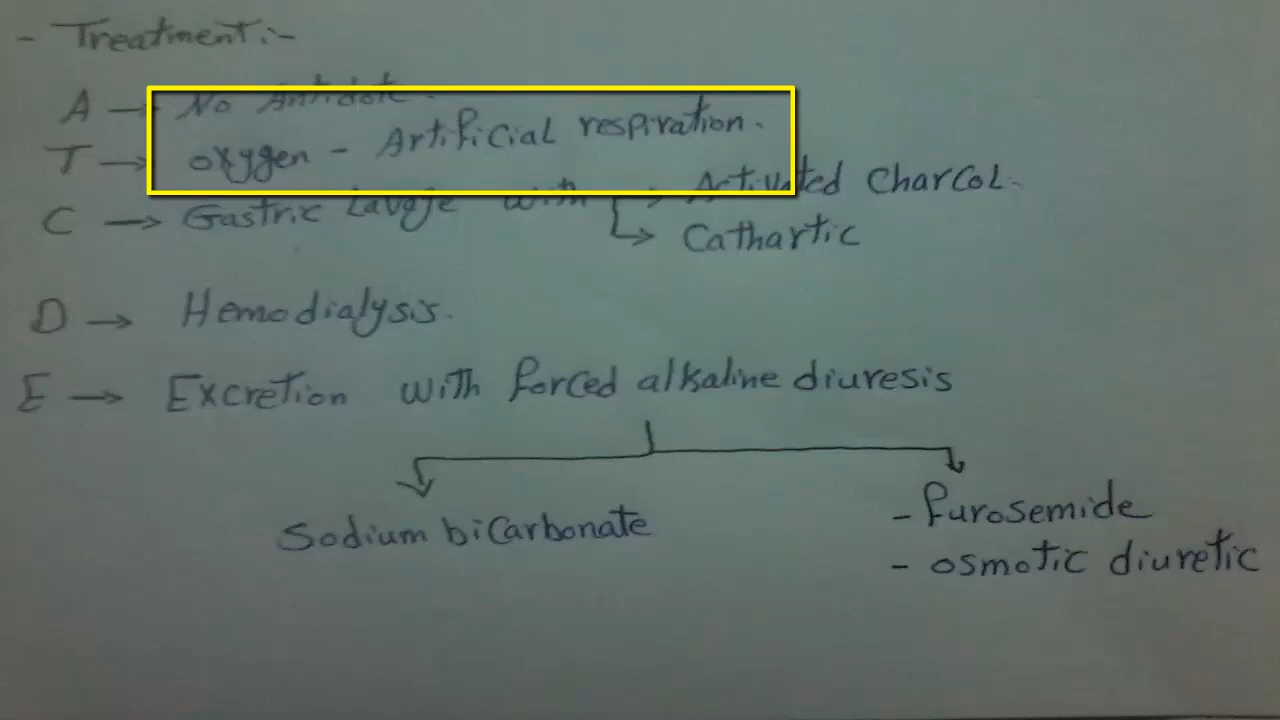 - Treatment:-
A → No Antidote.
T → oxygen - Artificial respiration.
C → Gastric Lavage with → Activated Charcol.
→ Cathartic
D → Hemodialysis.
E → Excretion with forced alkaline diuresis
Sodium bicarbonate
- furosemide
- osmotic diuretic